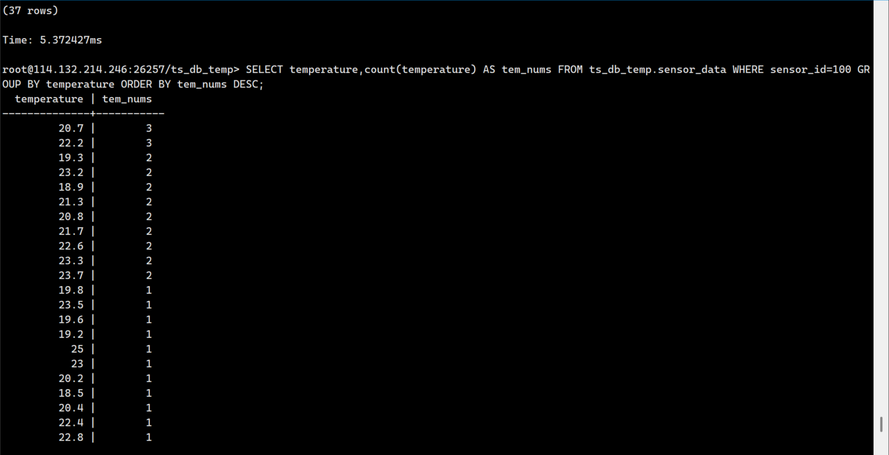 (37 rows)
Time: 5.372427ms
root@114.132.214.246:26257/ts_db_temp> SELECT temperature,count(temperature) AS tem_nums FROM ts_db_temp.sensor_data WHERE sensor_id=100 GR
OUP BY temperature ORDER BY tem_nums DESC;
  temperature | tem_nums
--------------+-----------
         20.7 |        3
         22.2 |        3
         19.3 |        2
         23.2 |        2
         18.9 |        2
         21.3 |        2
         20.8 |        2
         21.7 |        2
         22.6 |        2
         23.3 |        2
         23.7 |        2
         19.8 |        1
         23.5 |        1
         19.6 |        1
         19.2 |        1
           25 |        1
           23 |        1
         20.2 |        1
         18.5 |        1
         20.4 |        1
         22.4 |        1
         22.8 |        1